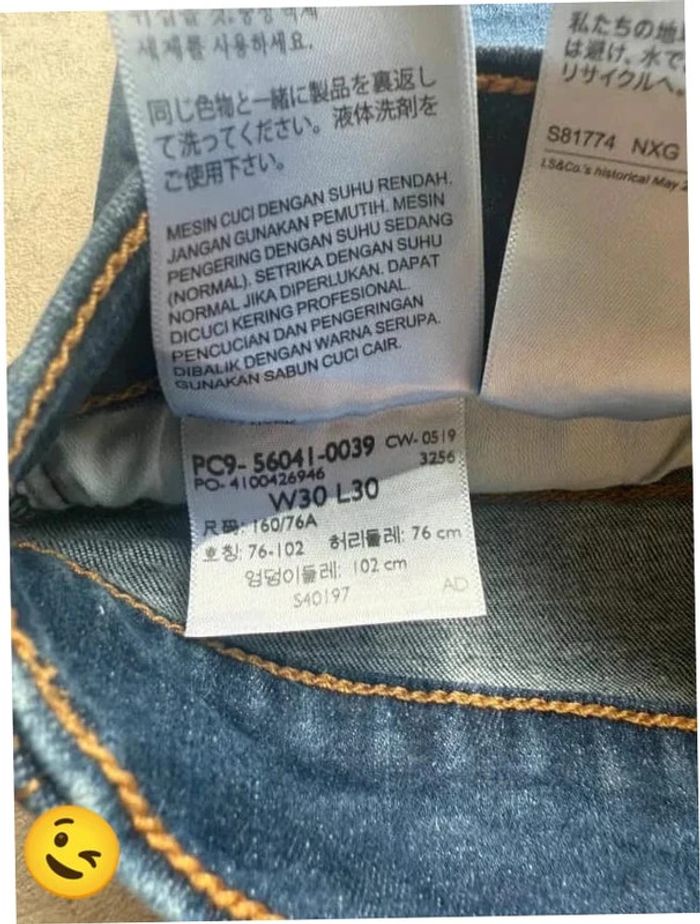 세제를 사용하세요.
同じ色物と一緒に製品を裏返し
て洗ってください。液体洗剤を
ご使用下さい。
MESIN CUCI DENGAN SUHU RENDAH.
JANGAN GUNAKAN PEMUTIH. MESIN
PENGERING DENGAN SUHU SEDANG
(NORMAL). SETRIKA DENGAN SUHU
NORMAL JIKA DIPERLUKAN. DAPAT
DICUCI KERING PROFESIONAL.
PENCUCIAN DAN PENGERINGAN
DIBALIK DENGAN WARNA SERUPA.
GUNAKAN SABUN CUCI CAIR.
私たちの地
は避け、水で
リサイクルへ。
S81774 NXG
LS&Co.'s historical May
PC9- 56041-0039 CW- 0519
PO- 4100426946 3256
W30 L30
尺码: 160/76A
호칭: 76-102 허리둘레: 76 cm
엉덩이둘레: 102 cm
S40197 AD